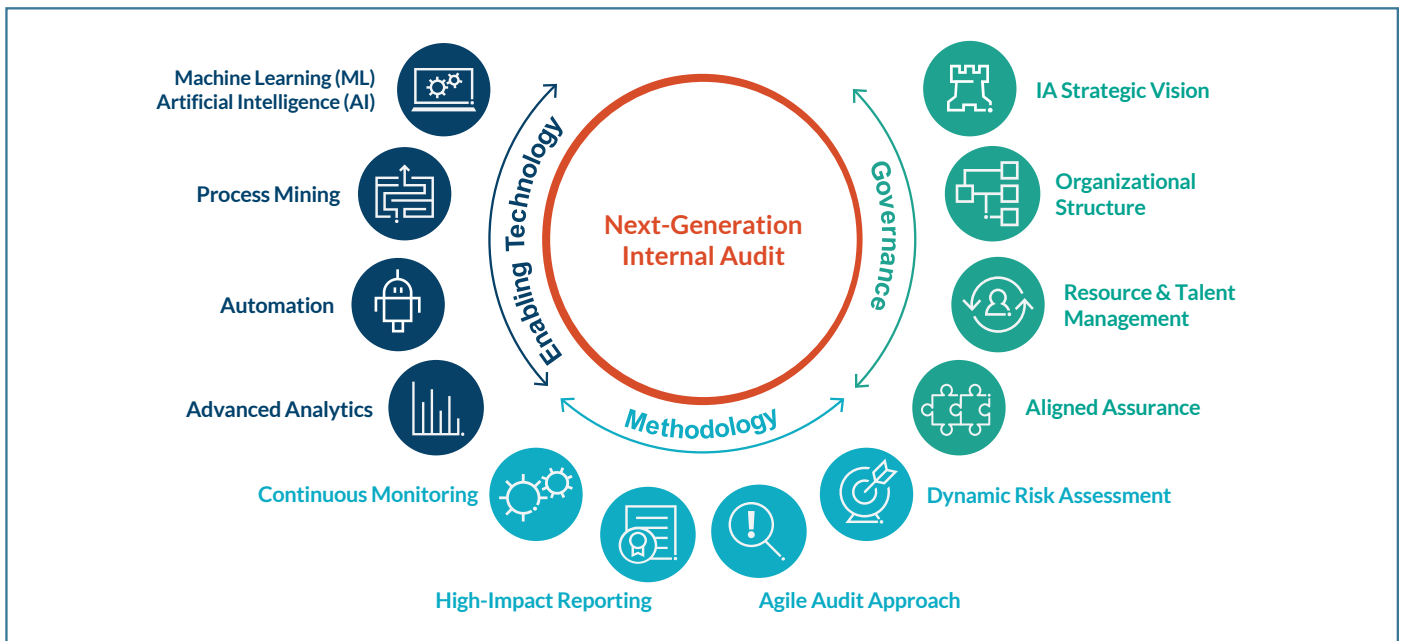 Machine Learning (ML)
Artificial Intelligence (AI)
Process Mining
Automation
Advanced Analytics
Enabling Technology
Next-Generation
Internal Audit
Governance
IA Strategic Vision
Organizational
Structure
Resource & Talent
Management
Aligned Assurance
Methodology
Continuous Monitoring
Dynamic Risk Assessment
High-Impact Reporting
Agile Audit Approach
!